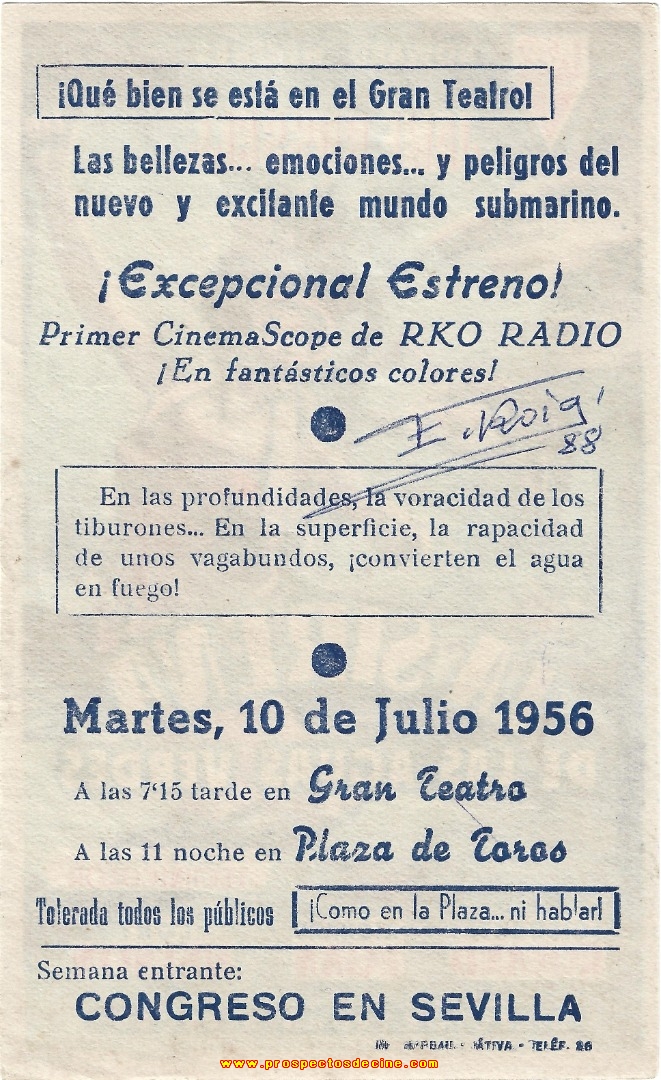 ¡Qué bien se está en el Gran Teatro!
Las bellezas... emociones... y peligros del
nuevo y excitante mundo submarino.
¡Excepcional Estreno!
Primer CinemaScope de RKO RADIO
¡En fantásticos colores!
E. Roig
88
En las profundidades, la voracidad de los
tiburones... En la superficie, la rapacidad
de unos vagabundos, ¡convierten el agua
en fuego!
Martes, 10 de Julio 1956
A las 7'15 tarde en Gran Teatro
A las 11 noche en Plaza de Toros
Tolerada todos los públicos
¡Como en la Plaza... ni hablar!
Semana entrante:
CONGRESO EN SEVILLA
- TELÉF. 26
www.prospectosdecine.com